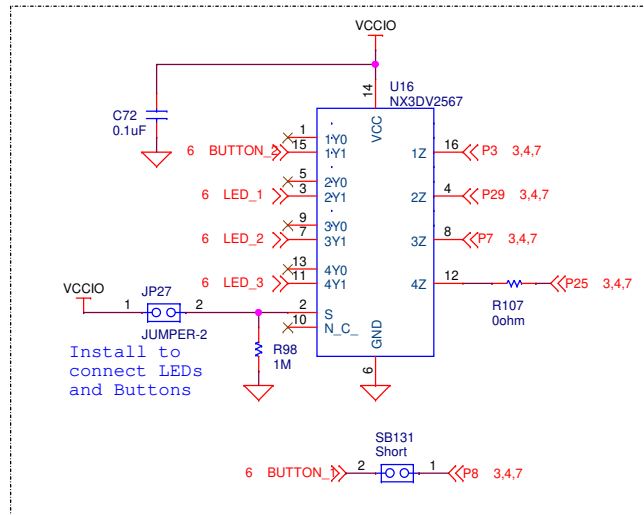 VCCIO
U16
NX3DV2567
14
VCC
C72
0.1uF
1 1Y0
6 BUTTON_2 15 1Y1 1Z 16 P3 3,4,7
5 2Y0
6 LED_1 3 2Y1 2Z 4 P29 3,4,7
9 3Y0
6 LED_2 7 3Y1 3Z 8 P7 3,4,7
13 4Y0
6 LED_3 11 4Y1 4Z 12 P25 3,4,7
R107
0ohm
VCCIO JP27
1 2 2 S
JUMPER-2 10 N_C_
GND
6
R98
1M
Install to
connect LEDs
and Buttons
SB131
Short
6 BUTTON_1 2 1 P8 3,4,7